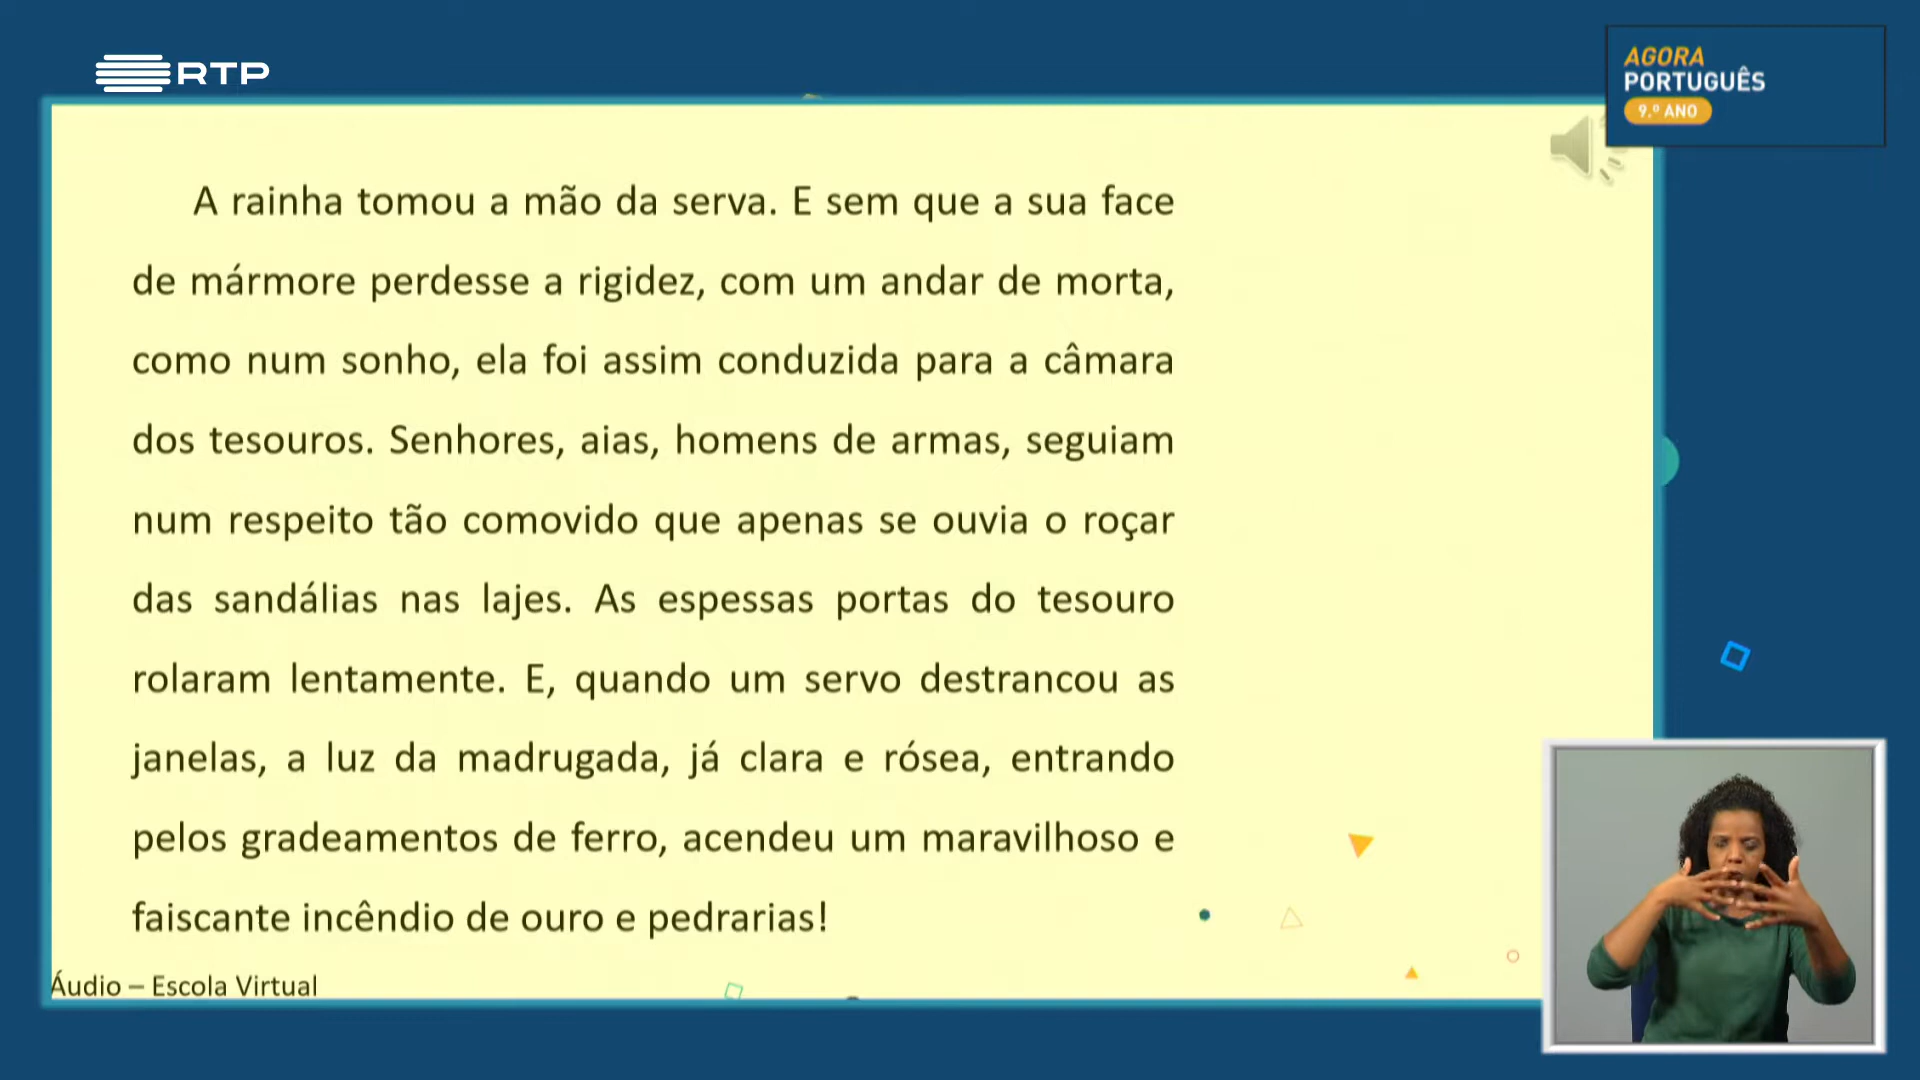 RTP
AGORA
PORTUGUÊS
9.º ANO
A rainha tomou a mão da serva. E sem que a sua face
de mármore perdesse a rigidez, com um andar de morta,
como num sonho, ela foi assim conduzida para a câmara
dos tesouros. Senhores, aias, homens de armas, seguiam
num respeito tão comovido que apenas se ouvia o roçar
das sandálias nas lajes. As espessas portas do tesouro
rolaram lentamente. E, quando um servo destrancou as
janelas, a luz da madrugada, já clara e rósea, entrando
pelos gradeamentos de ferro, acendeu um maravilhoso e
faiscante incêndio de ouro e pedrarias!
Áudio – Escola Virtual